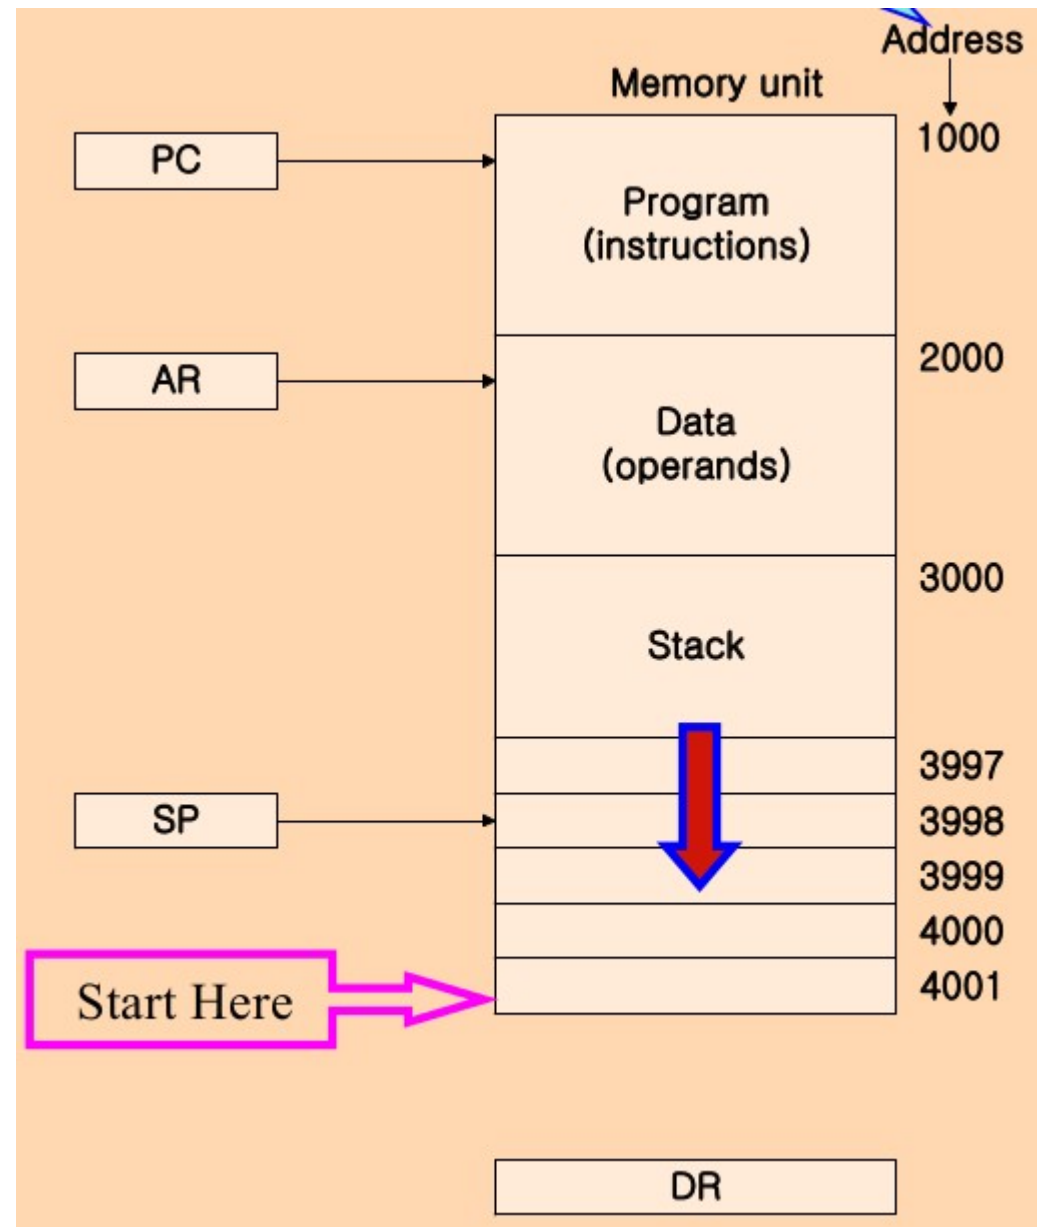 Address
Memory unit
1000
PC
Program
(instructions)
2000
AR
Data
(operands)
3000
Stack
3997
SP
3998
3999
4000
4001
Start Here
DR